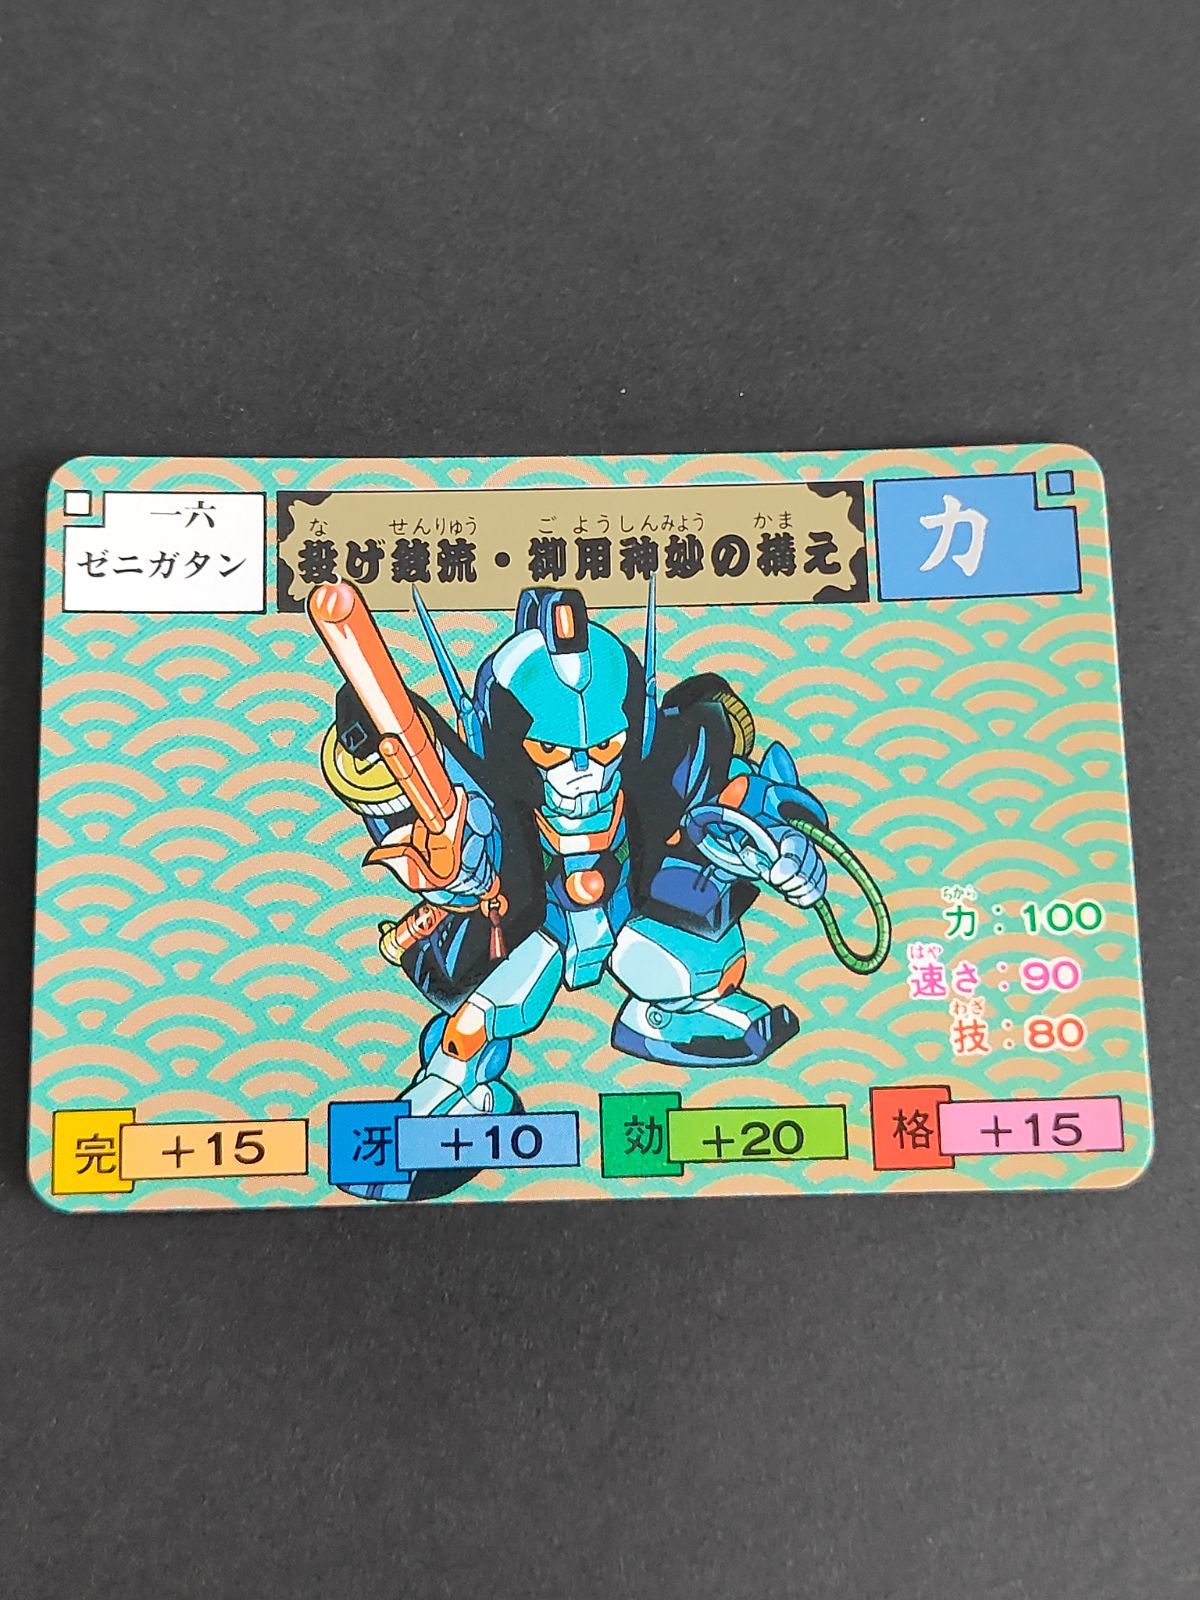 一六
ゼニガタン
な せんりゅう ごようしんみょう かま
投げ銭流・御用神妙の構え
力
ちから
力：100
はや
速さ：90
わざ
技：80
完 +15
冴 +10
効 +20
格 +15